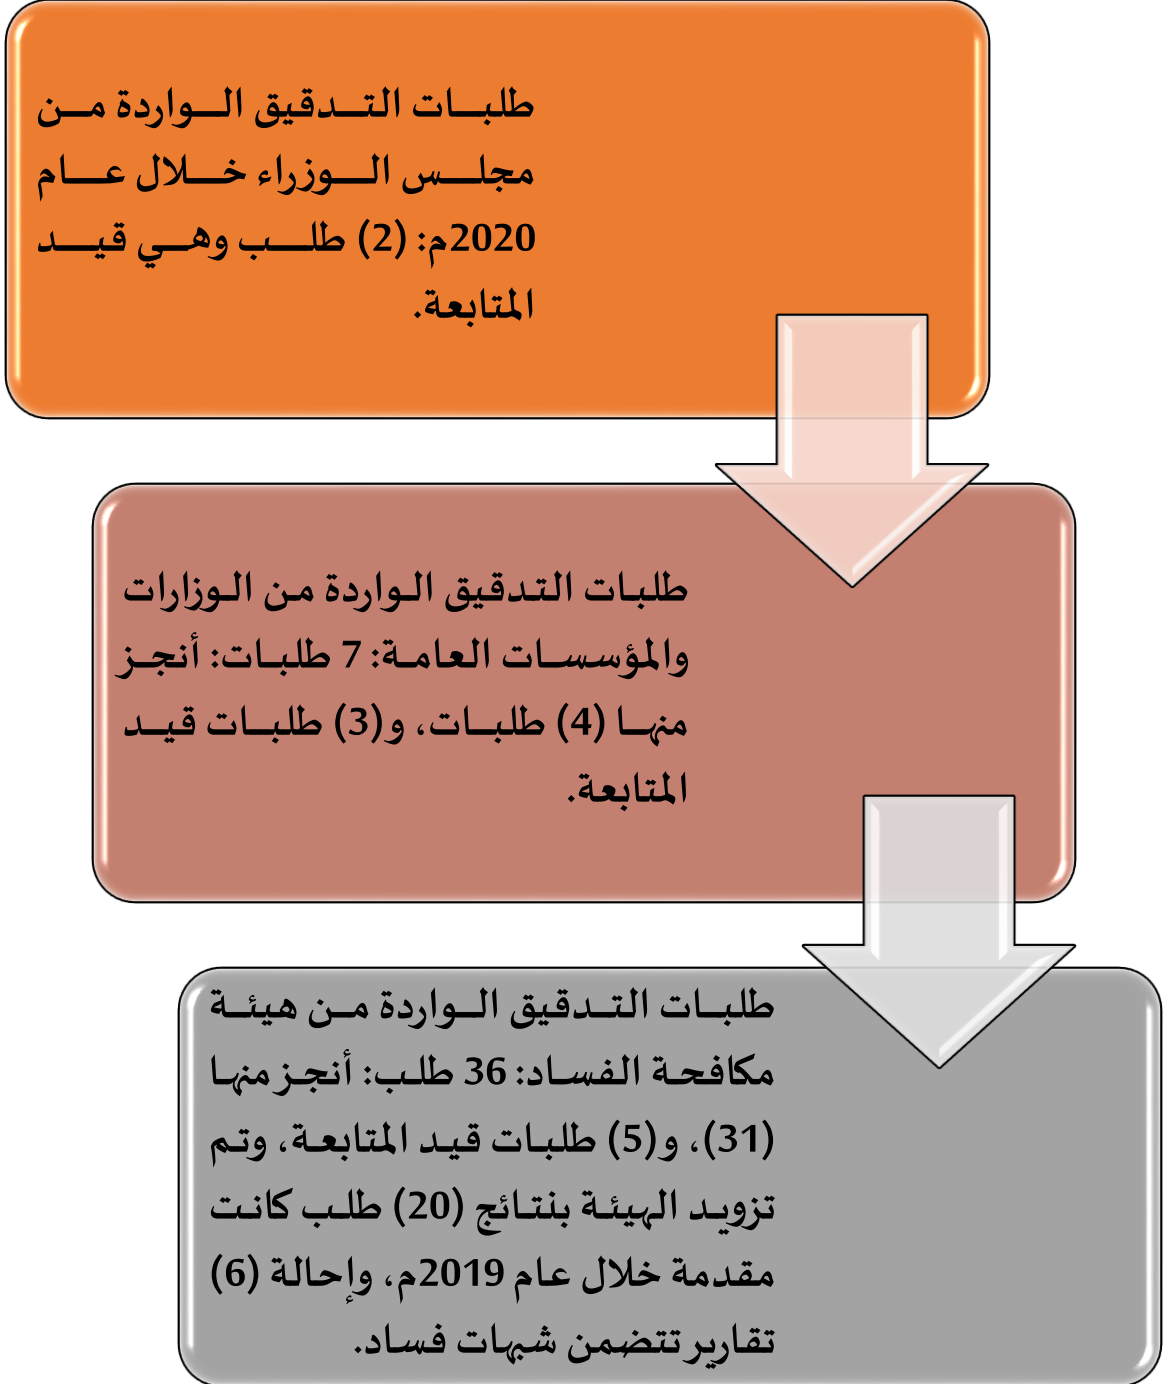 طلبات التدقيق الواردة من
مجلس الوزراء خلال عام
2020م: (2) طلب وهي قيد
المتابعة.
طلبات التدقيق الواردة من الوزارات
والمؤسسات العامة: 7 طلبات: أنجز
منها (4) طلبات، و(3) طلبات قيد
المتابعة.
طلبات التدقيق الواردة من هيئة
مكافحة الفساد: 36 طلب: أنجز منها
(31)، و(5) طلبات قيد المتابعة، وتم
تزويد الهيئة بنتائج (20) طلب كانت
مقدمة خلال عام 2019م، وإحالة (6)
تقارير تتضمن شبهات فساد.